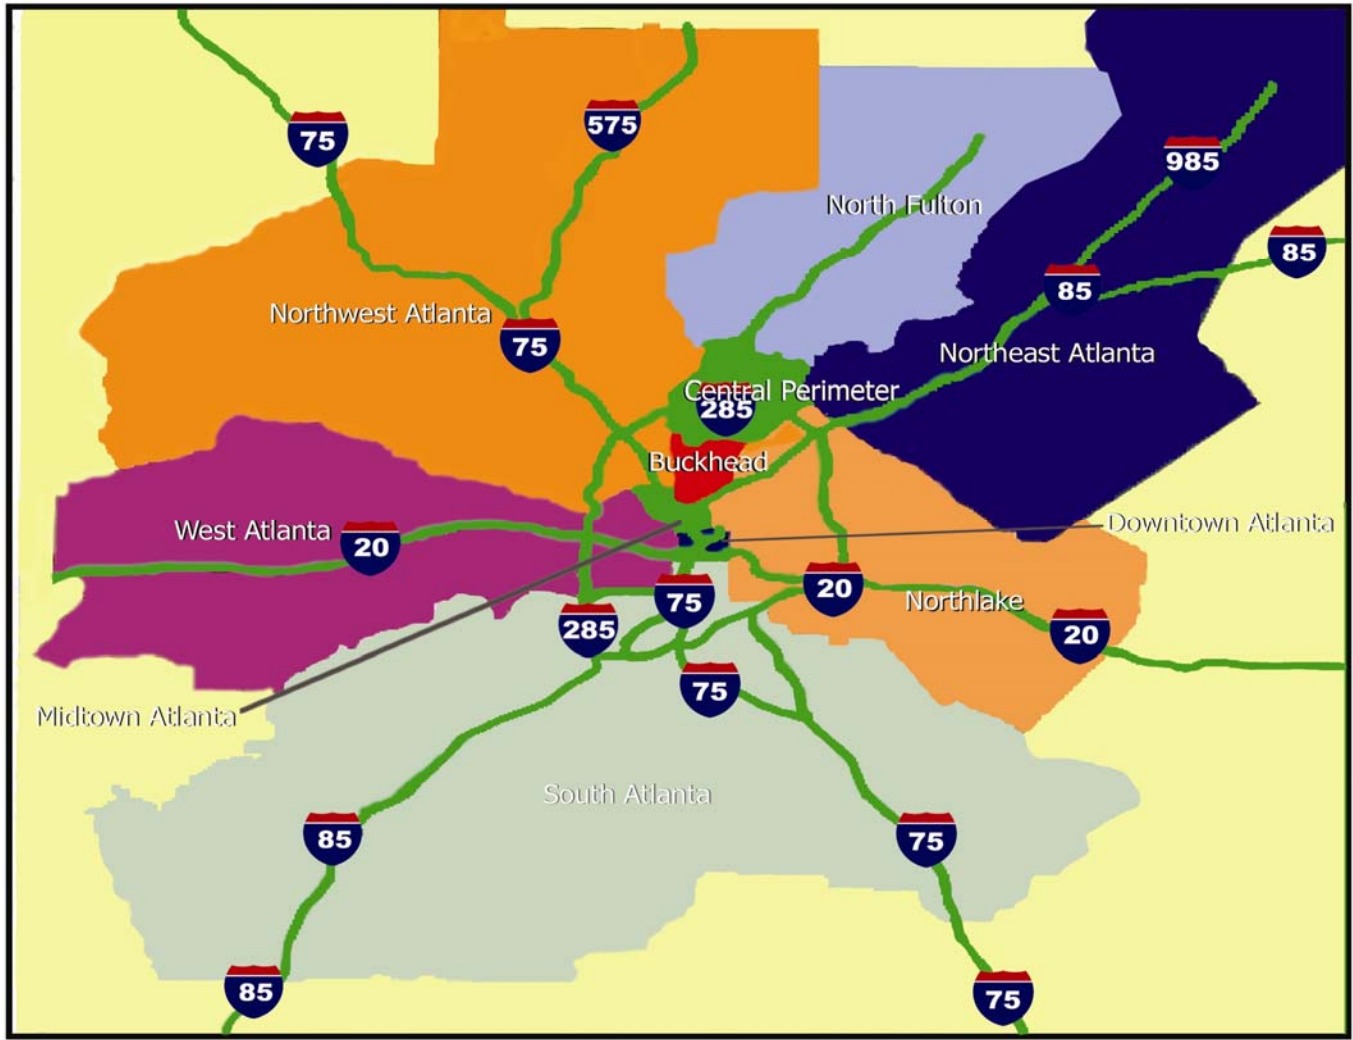 75
575
985
North Fulton
85
85
Northwest Atlanta
75
Northeast Atlanta
Central Perimeter
285
Buckhead
West Atlanta
20
Downtown Atlanta
20
75
Northlake
285
20
75
Midtown Atlanta
South Atlanta
85
75
85
75